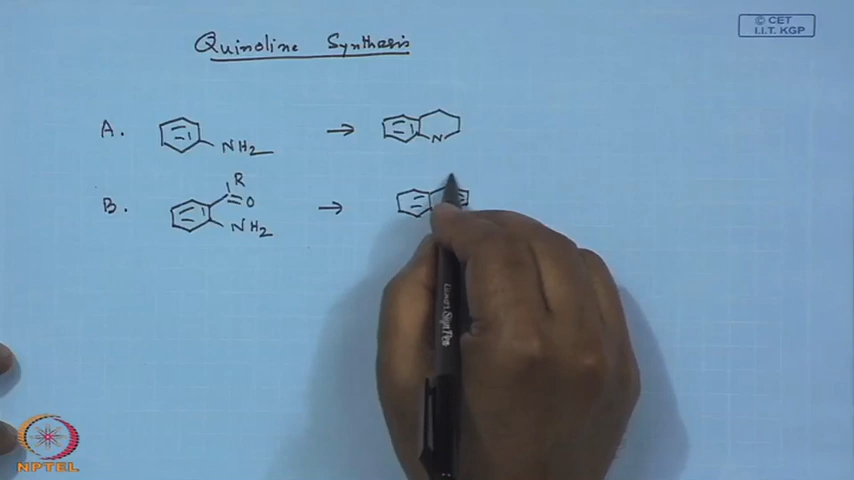 © CET
I.I.T. KGP
Quinoline Synthesis
A. NH2 → N
R
B. O →
NH2
NPTEL